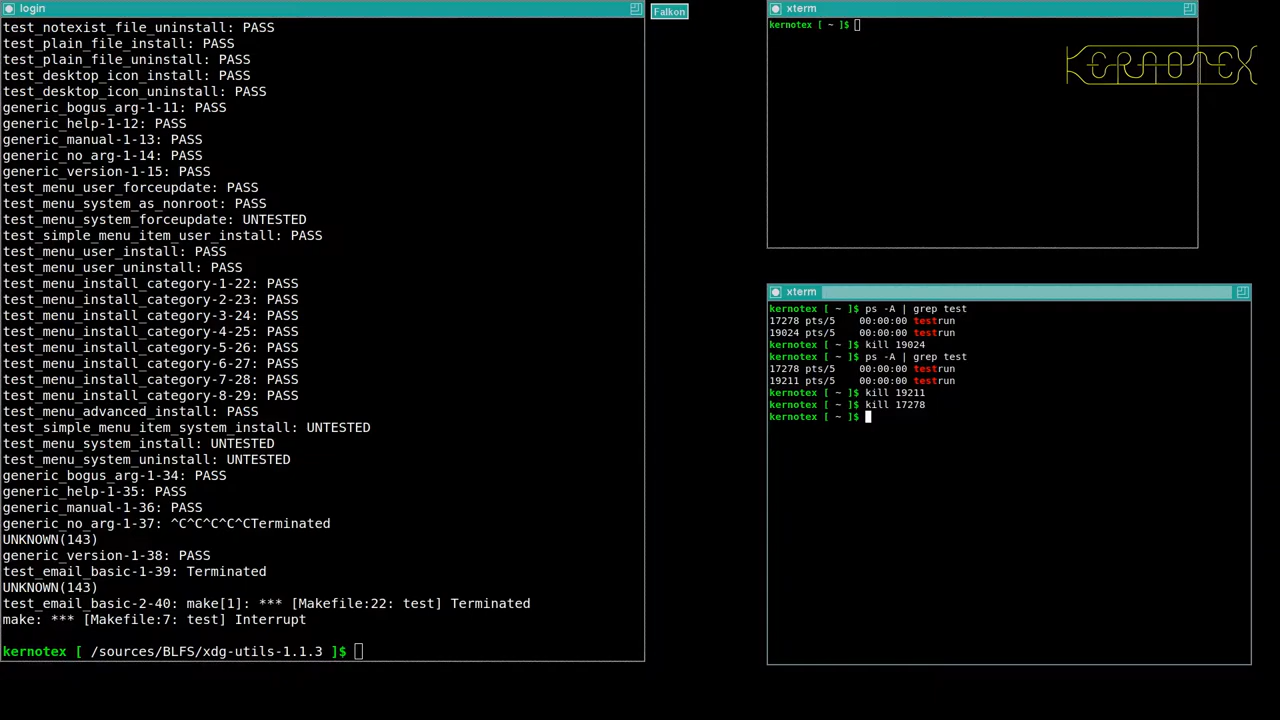 login
test_notexist_file_uninstall: PASS
test_plain_file_install: PASS
test_plain_file_uninstall: PASS
test_desktop_icon_install: PASS
test_desktop_icon_uninstall: PASS
generic_bogus_arg-1-11: PASS
generic_help-1-12: PASS
generic_manual-1-13: PASS
generic_no_arg-1-14: PASS
generic_version-1-15: PASS
test_menu_user_forceupdate: PASS
test_menu_system_as_nonroot: PASS
test_menu_system_forceupdate: UNTESTED
test_simple_menu_item_user_install: PASS
test_menu_user_install: PASS
test_menu_user_uninstall: PASS
test_menu_install_category-1-22: PASS
test_menu_install_category-2-23: PASS
test_menu_install_category-3-24: PASS
test_menu_install_category-4-25: PASS
test_menu_install_category-5-26: PASS
test_menu_install_category-6-27: PASS
test_menu_install_category-7-28: PASS
test_menu_install_category-8-29: PASS
test_menu_advanced_install: PASS
test_simple_menu_item_system_install: UNTESTED
test_menu_system_install: UNTESTED
test_menu_system_uninstall: UNTESTED
generic_bogus_arg-1-34: PASS
generic_help-1-35: PASS
generic_manual-1-36: PASS
generic_no_arg-1-37: ^C^C^C^C^CTerminated
UNKNOWN(143)
generic_version-1-38: PASS
test_email_basic-1-39: Terminated
UNKNOWN(143)
test_email_basic-2-40: make[1]: *** [Makefile:22: test] Terminated
make: *** [Makefile:7: test] Interrupt
kernotex [ /sources/BLFS/xdg-utils-1.1.3 ]$
Falkon
xterm
kernotex [ ~ ]$
KERNOTEX
xterm
kernotex [ ~ ]$ ps -A | grep test
17278 pts/5    00:00:00 testrun
19024 pts/5    00:00:00 testrun
kernotex [ ~ ]$ kill 19024
kernotex [ ~ ]$ ps -A | grep test
17278 pts/5    00:00:00 testrun
19211 pts/5    00:00:00 testrun
kernotex [ ~ ]$ kill 19211
kernotex [ ~ ]$ kill 17278
kernotex [ ~ ]$